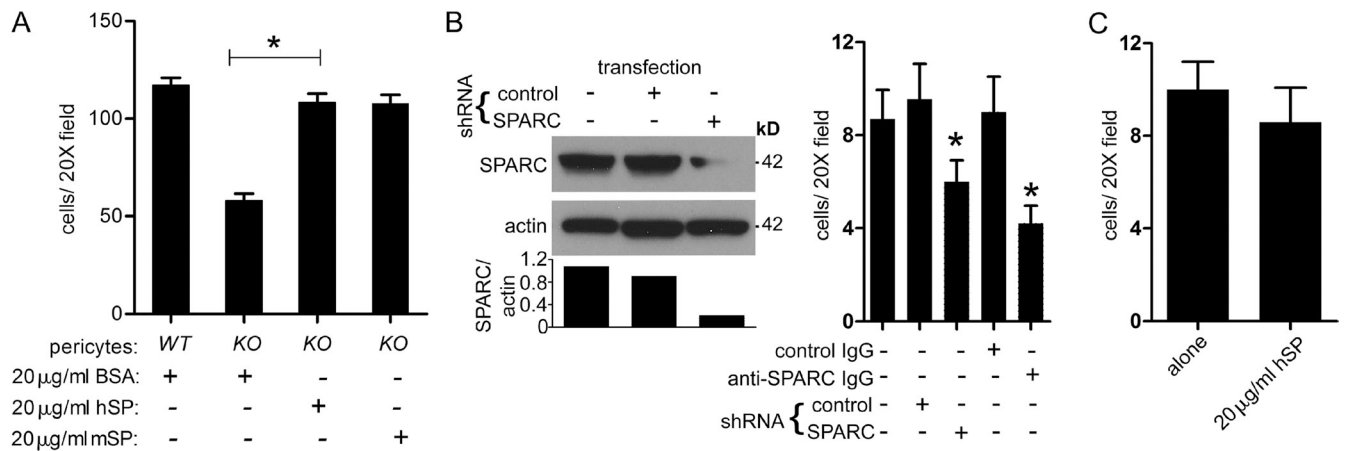 A
150
100
50
0
cells/ 20X field
*
pericytes: WT KO KO KO
20 µg/ml BSA: + + - -
20 µg/ml hSP: - - + -
20 µg/ml mSP: - - - +
B
transfection
shRNA { control - + -
SPARC - - +
kD
SPARC -42
actin -42
SPARC/
actin
1.2
0.8
0.4
0
12
8
4
0
cells/ 20X field
* *
control IgG - - - + -
anti-SPARC IgG - - - - +
shRNA { control - + - - -
SPARC - - + - -
C
12
8
4
0
cells/ 20X field
alone
20 µg/ml hSP